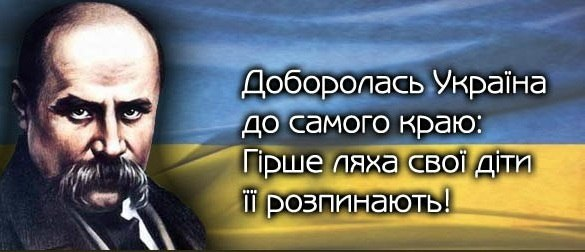 Доборолась Україна
до самого краю:
Гірше ляха свої діти
її розпинають!